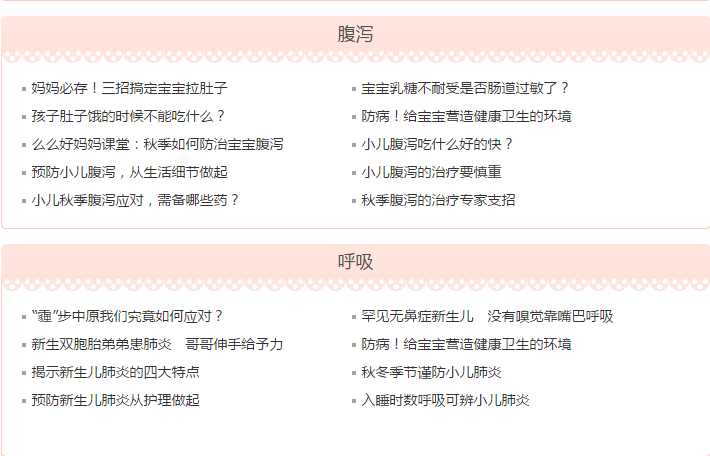 腹泻
妈妈必存！三招搞定宝宝拉肚子
宝宝乳糖不耐受是否肠道过敏了？
孩子肚子饿的时候不能吃什么？
防病！给宝宝营造健康卫生的环境
么么好妈妈课堂：秋季如何防治宝宝腹泻
小儿腹泻吃什么好的快？
预防小儿腹泻，从生活细节做起
小儿腹泻的治疗要慎重
小儿秋季腹泻应对，需备哪些药？
秋季腹泻的治疗专家支招
呼吸
“霾”步中原我们究竟如何应对？
罕见无鼻症新生儿　没有嗅觉靠嘴巴呼吸
新生双胞胎弟弟患肺炎　哥哥伸手给予力
防病！给宝宝营造健康卫生的环境
揭示新生儿肺炎的四大特点
秋冬季节谨防小儿肺炎
预防新生儿肺炎从护理做起
入睡时数呼吸可辨小儿肺炎